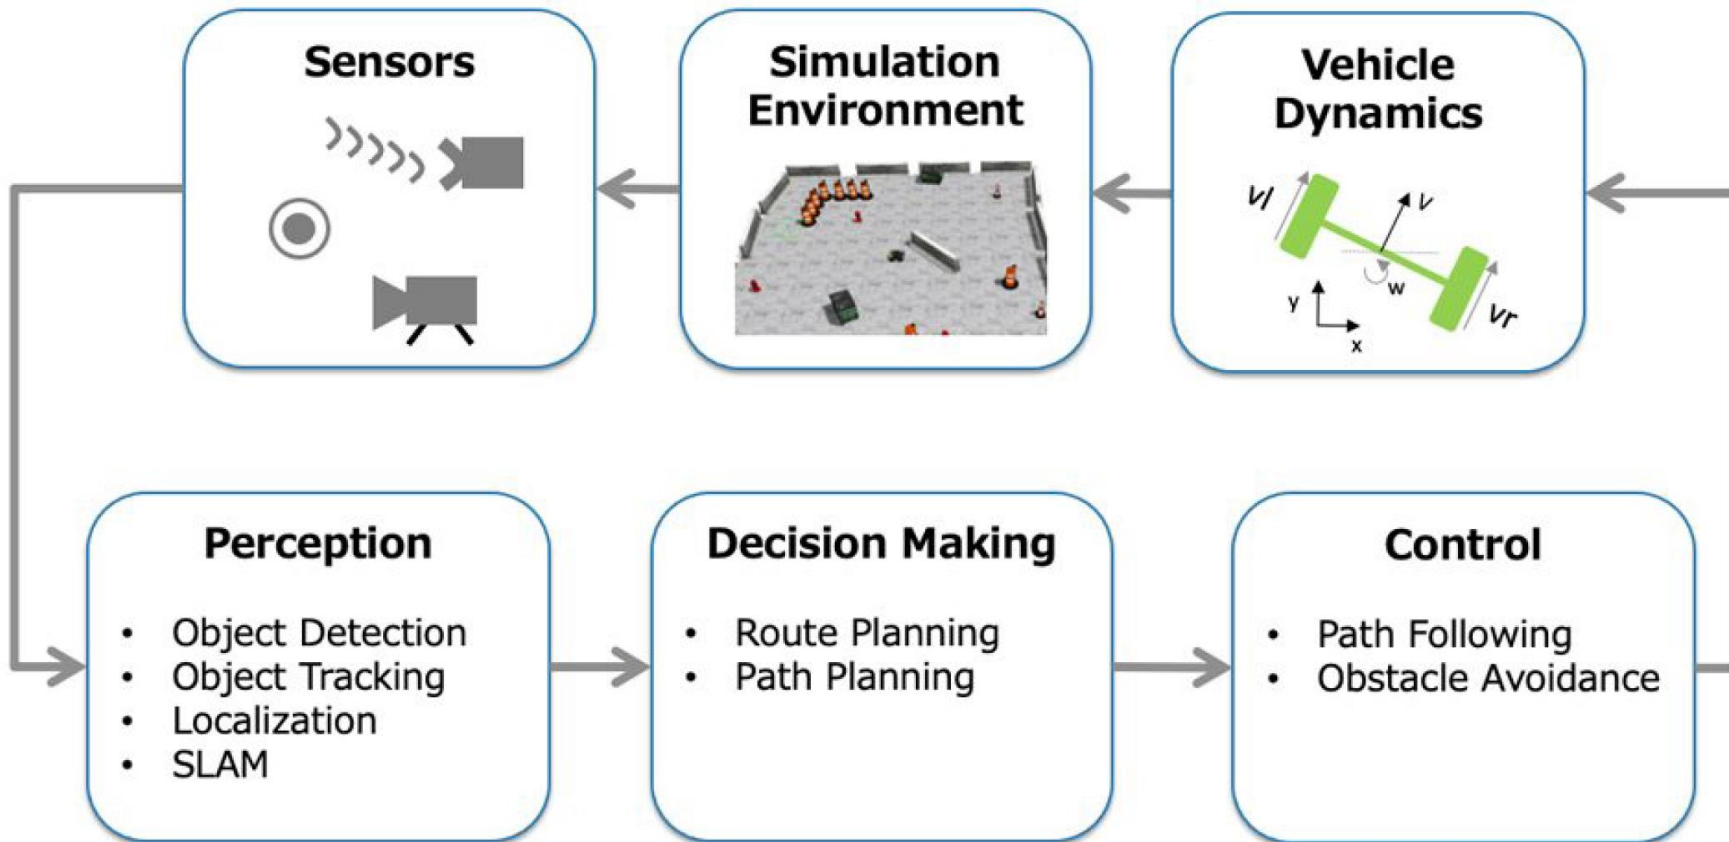 Sensors
Simulation
Environment
Vehicle
Dynamics
vl
v
w
y
x
vr
Perception
• Object Detection
• Object Tracking
• Localization
• SLAM
Decision Making
• Route Planning
• Path Planning
Control
• Path Following
• Obstacle Avoidance